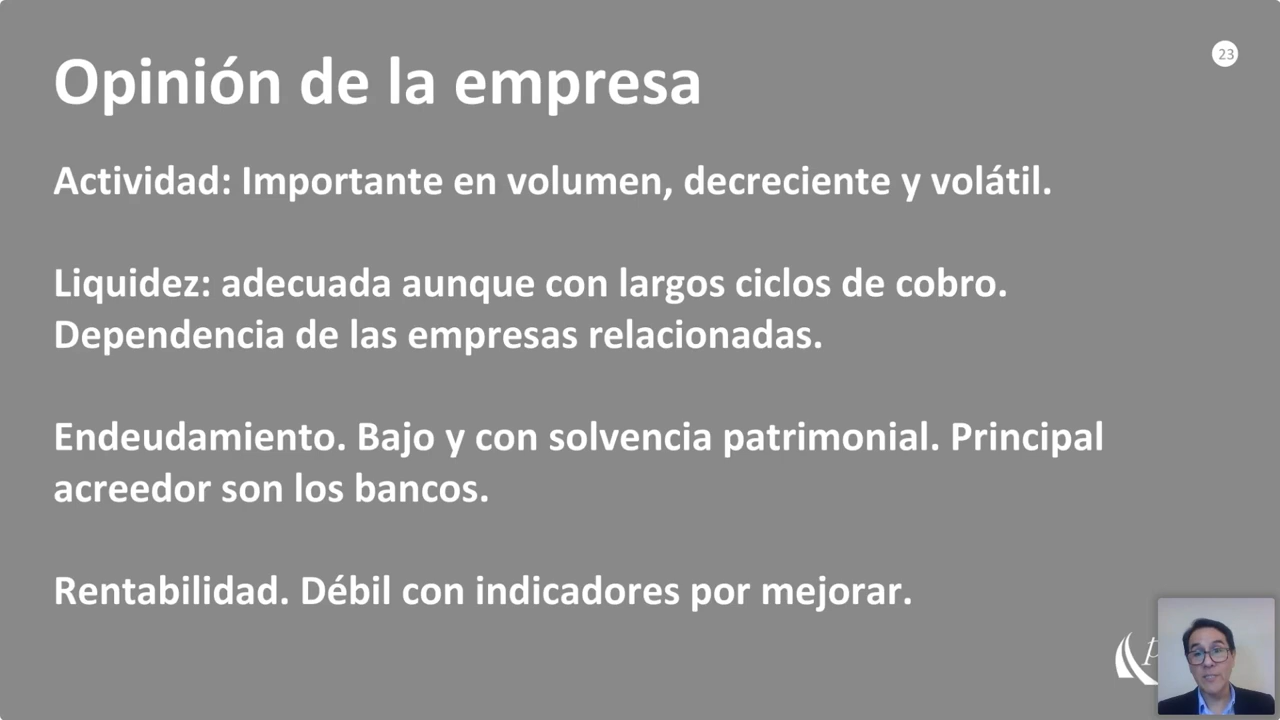 Opinión de la empresa
23
Actividad: Importante en volumen, decreciente y volátil.
Liquidez: adecuada aunque con largos ciclos de cobro.
Dependencia de las empresas relacionadas.
Endeudamiento. Bajo y con solvencia patrimonial. Principal
acreedor son los bancos.
Rentabilidad. Débil con indicadores por mejorar.